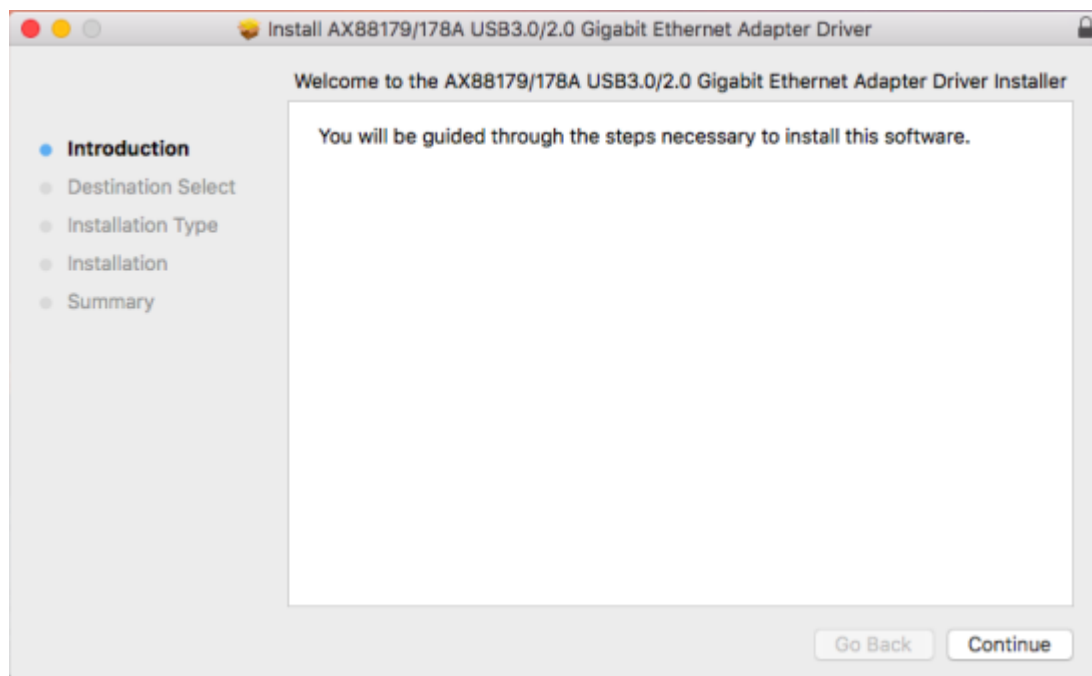 Install AX88179/178A USB3.0/2.0 Gigabit Ethernet Adapter Driver
Welcome to the AX88179/178A USB3.0/2.0 Gigabit Ethernet Adapter Driver Installer
Introduction
Destination Select
Installation Type
Installation
Summary
You will be guided through the steps necessary to install this software.
Go Back
Continue